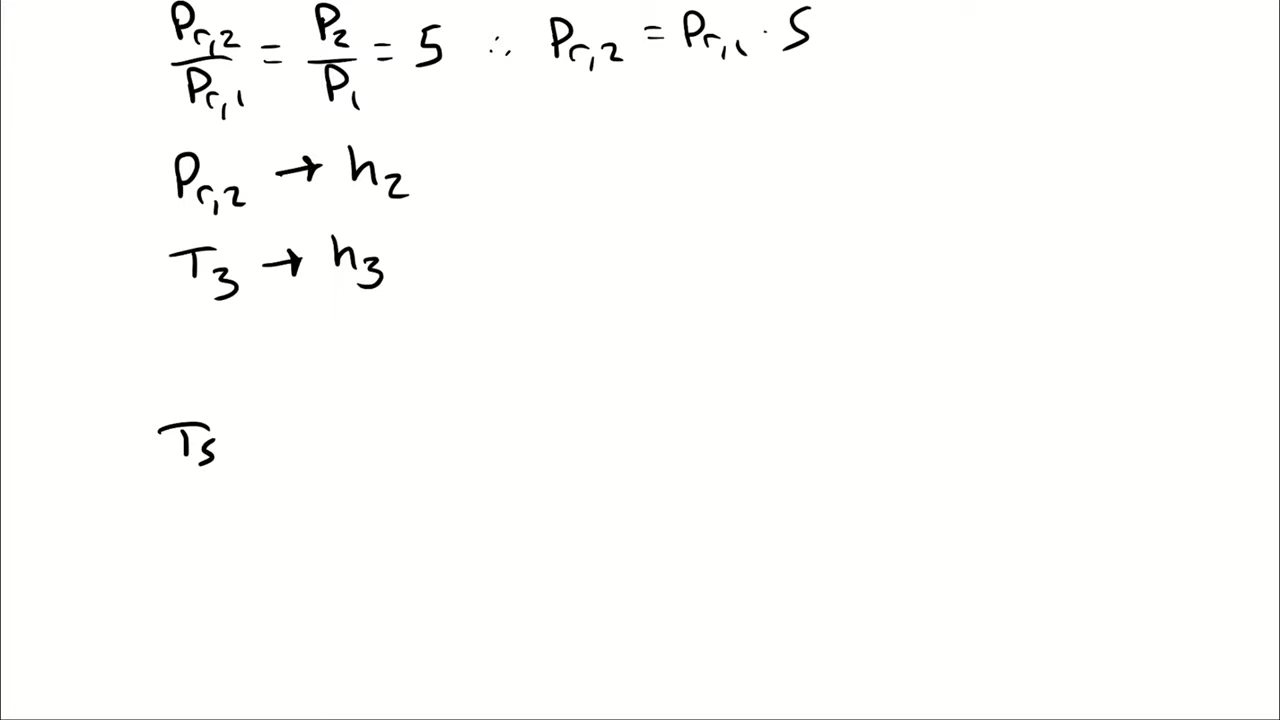 Pr,2/Pr,1 = P2/P1 = 5 ∴ Pr,2 = Pr,1 · 5
Pr,2 → h2
T3 → h3
T5